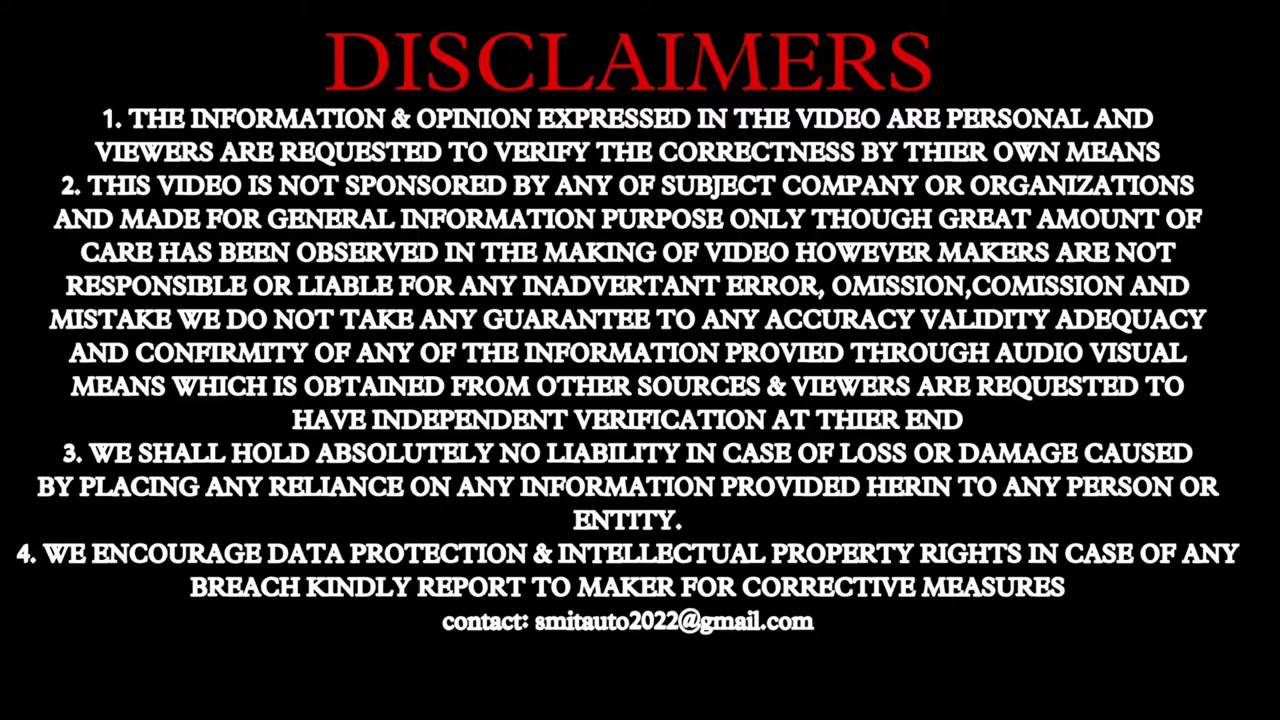 DISCLAIMERS
1. THE INFORMATION & OPINION EXPRESSED IN THE VIDEO ARE PERSONAL AND
VIEWERS ARE REQUESTED TO VERIFY THE CORRECTNESS BY THIER OWN MEANS
2. THIS VIDEO IS NOT SPONSORED BY ANY OF SUBJECT COMPANY OR ORGANIZATIONS
AND MADE FOR GENERAL INFORMATION PURPOSE ONLY THOUGH GREAT AMOUNT OF
CARE HAS BEEN OBSERVED IN THE MAKING OF VIDEO HOWEVER MAKERS ARE NOT
RESPONSIBLE OR LIABLE FOR ANY INADVERTANT ERROR, OMISSION,COMISSION AND
MISTAKE WE DO NOT TAKE ANY GUARANTEE TO ANY ACCURACY VALIDITY ADEQUACY
AND CONFIRMITY OF ANY OF THE INFORMATION PROVIED THROUGH AUDIO VISUAL
MEANS WHICH IS OBTAINED FROM OTHER SOURCES & VIEWERS ARE REQUESTED TO
HAVE INDEPENDENT VERIFICATION AT THIER END
3. WE SHALL HOLD ABSOLUTELY NO LIABILITY IN CASE OF LOSS OR DAMAGE CAUSED
BY PLACING ANY RELIANCE ON ANY INFORMATION PROVIDED HERIN TO ANY PERSON OR
ENTITY.
4. WE ENCOURAGE DATA PROTECTION & INTELLECTUAL PROPERTY RIGHTS IN CASE OF ANY
BREACH KINDLY REPORT TO MAKER FOR CORRECTIVE MEASURES
contact: smitauto2022@gmail.com